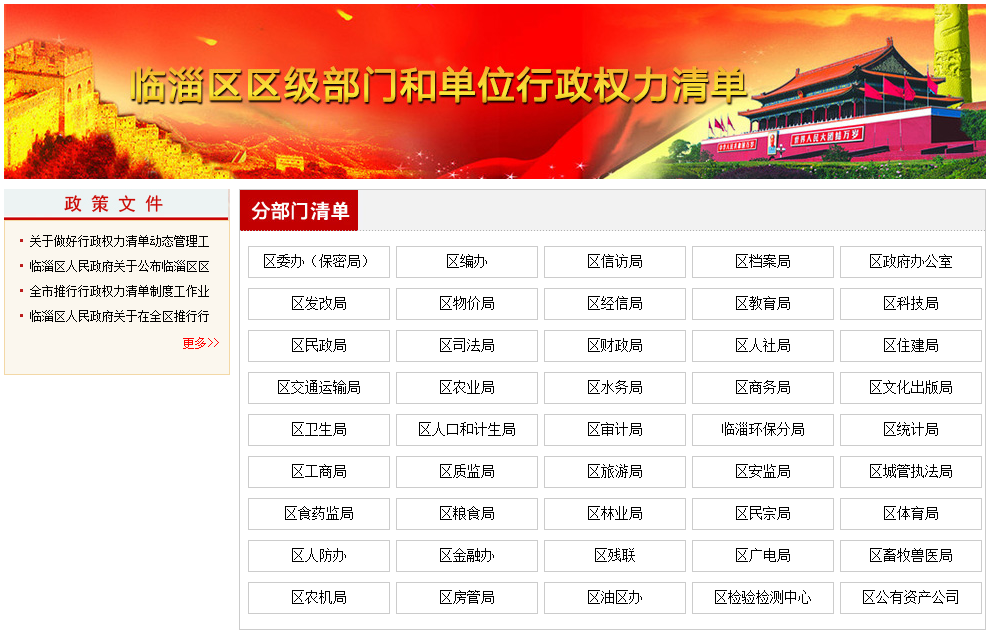 临淄区区级部门和单位行政权力清单
世界人民大团结万岁
政策文件
关于做好行政权力清单动态管理工
临淄区人民政府关于公布临淄区区
全市推行行政权力清单制度工作业
临淄区人民政府关于在全区推行行
更多>>
分部门清单
区委办（保密局） 区编办 区信访局 区档案局 区政府办公室
区发改局 区物价局 区经信局 区教育局 区科技局
区民政局 区司法局 区财政局 区人社局 区住建局
区交通运输局 区农业局 区水务局 区商务局 区文化出版局
区卫生局 区人口和计生局 区审计局 临淄环保分局 区统计局
区工商局 区质监局 区旅游局 区安监局 区城管执法局
区食药监局 区粮食局 区林业局 区民宗局 区体育局
区人防办 区金融办 区残联 区广电局 区畜牧兽医局
区农机局 区房管局 区油区办 区检验检测中心 区公有资产公司